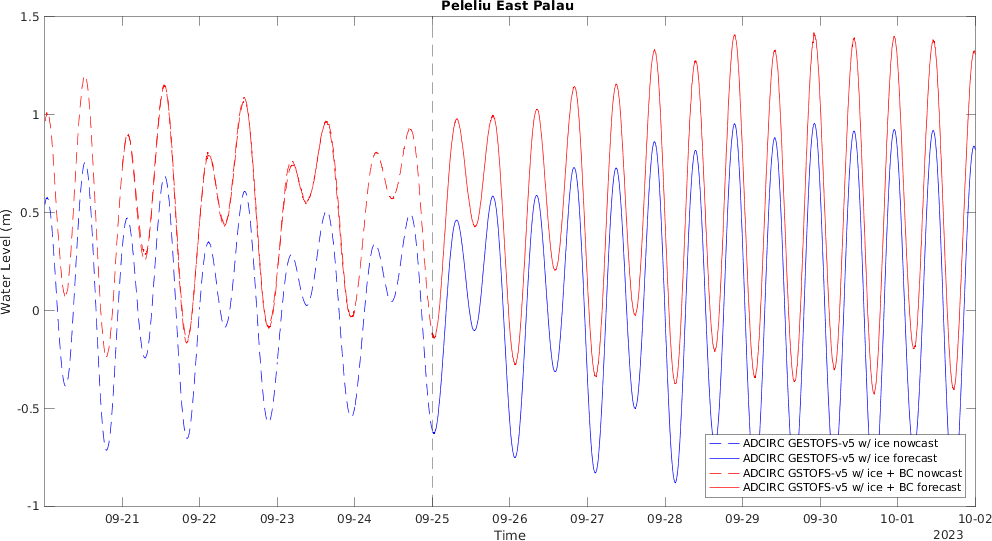 Peleliu East Palau
1.5
1
0.5
0
-0.5
-1
Water Level (m)
ADCIRC GESTOFS-v5 w/ ice nowcast
ADCIRC GESTOFS-v5 w/ ice forecast
ADCIRC GSTOFS-v5 w/ ice + BC nowcast
ADCIRC GSTOFS-v5 w/ ice + BC forecast
09-21 09-22 09-23 09-24 09-25 09-26 09-27 09-28 09-29 09-30 10-01 10-02
Time
2023